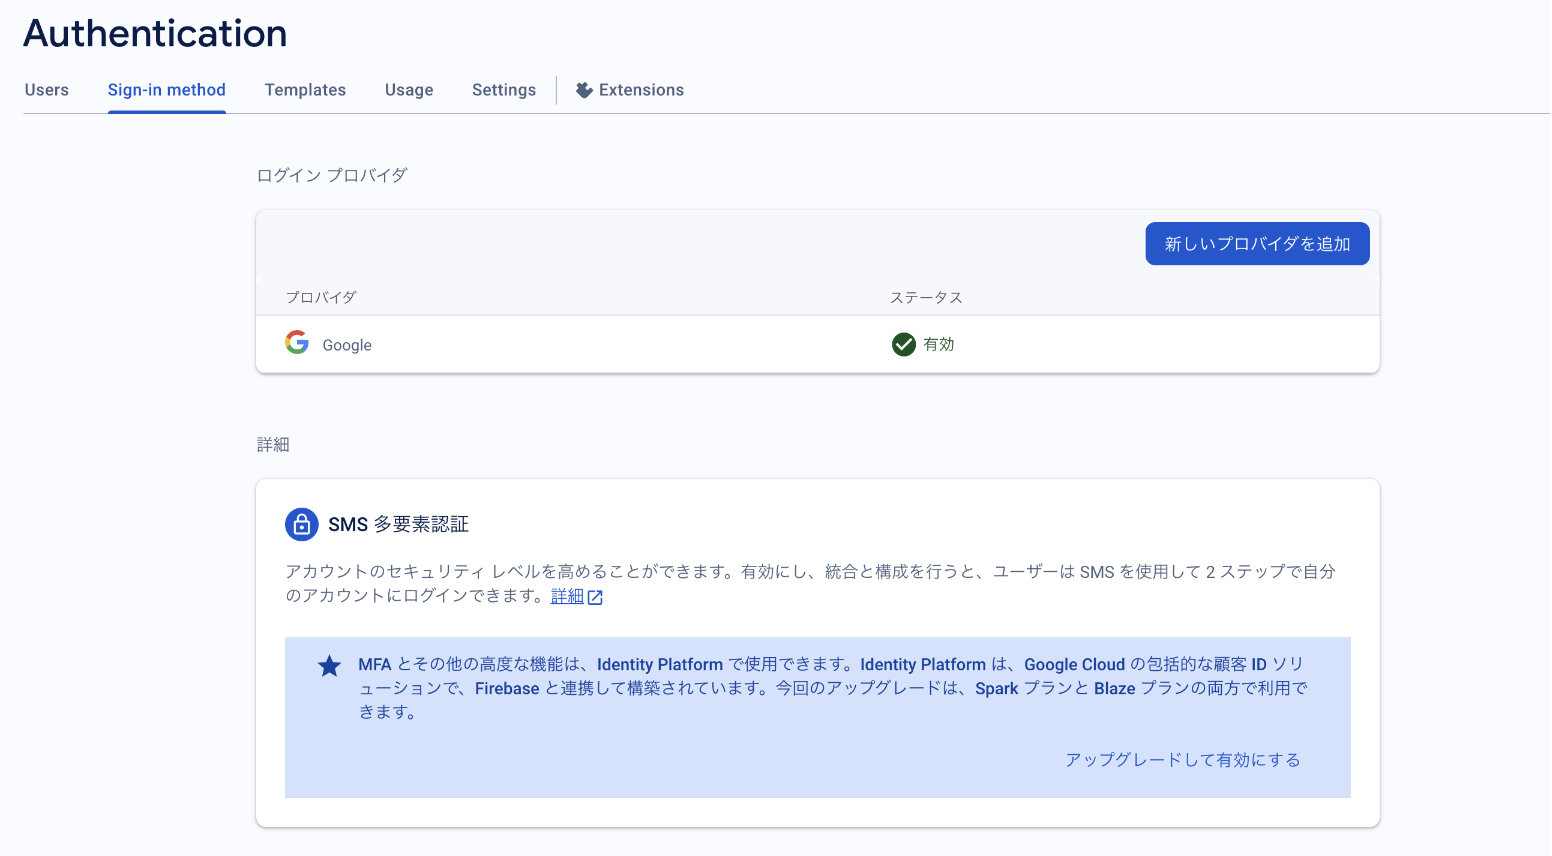 Authentication
Users
Sign-in method
Templates
Usage
Settings
Extensions
ログイン プロバイダ
新しいプロバイダを追加
プロバイダ
ステータス
Google
有効
詳細
SMS 多要素認証
アカウントのセキュリティ レベルを高めることができます。有効にし、統合と構成を行うと、ユーザーは SMS を使用して 2 ステップで自分
のアカウントにログインできます。詳細
MFA とその他の高度な機能は、Identity Platform で使用できます。Identity Platform は、Google Cloud の包括的な顧客 ID ソリ
ューションで、Firebase と連携して構築されています。今回のアップグレードは、Spark プランと Blaze プランの両方で利用で
きます。
アップグレードして有効にする